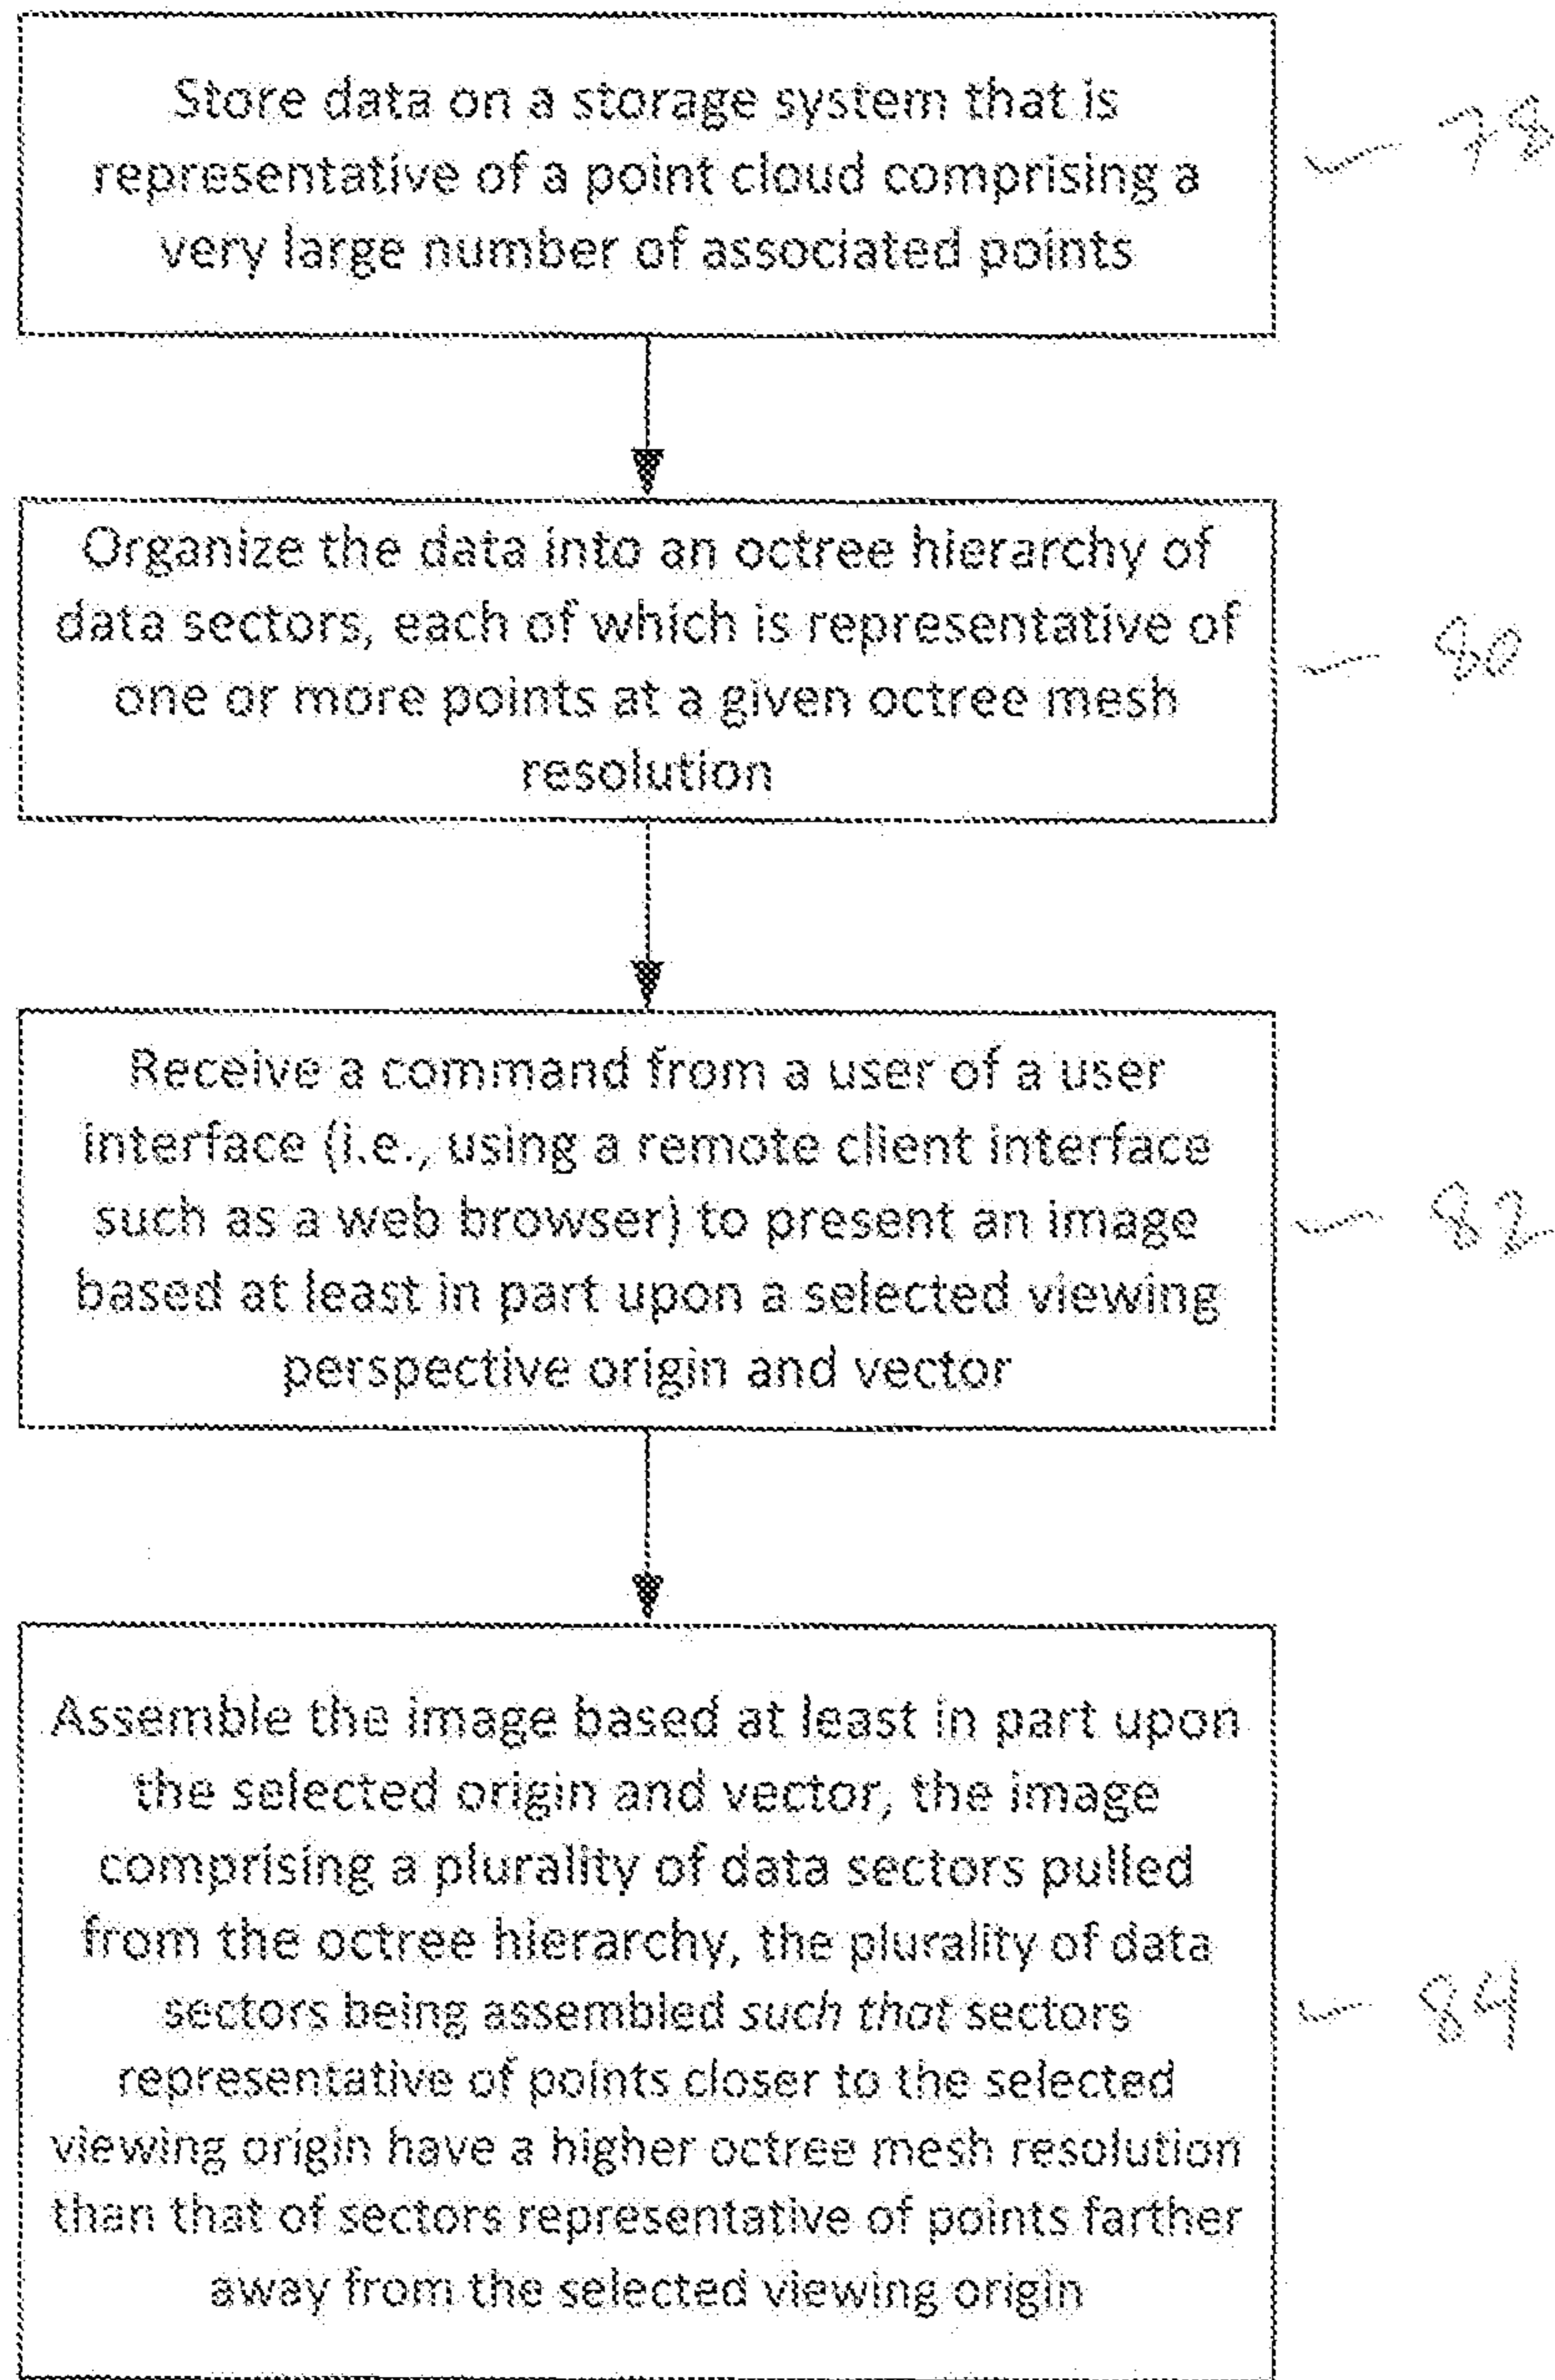 Store data on a storage system that is
representative of a point cloud comprising a
very large number of associated points
78
Organize the data into an octree hierarchy of
data sectors, each of which is representative of
one or more points at a given octree mesh
resolution
80
Receive a command from a user of a user
interface (i.e., using a remote client interface
such as a web browser) to present an image
based at least in part upon a selected viewing
perspective origin and vector
82
Assemble the image based at least in part upon
the selected origin and vector, the image
comprising a plurality of data sectors pulled
from the octree hierarchy, the plurality of data
sectors being assembled such that sectors
representative of points closer to the selected
viewing origin have a higher octree mesh resolution
than that of sectors representative of points farther
away from the selected viewing origin
84